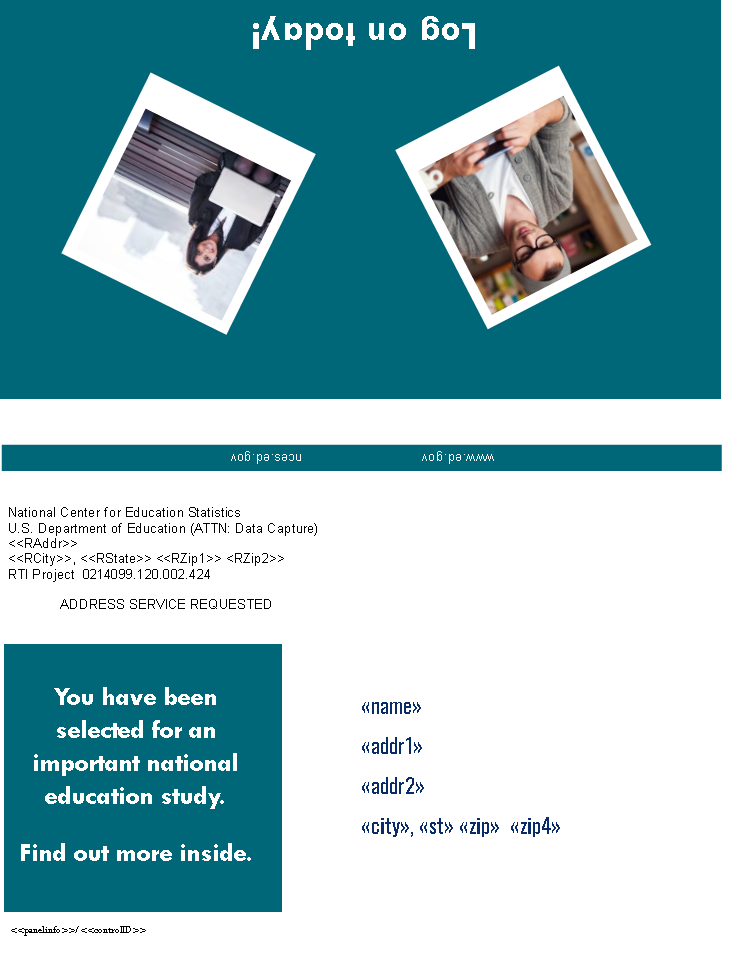 Log on today!
nces.ed.gov www.ed.gov
National Center for Education Statistics
U.S. Department of Education (ATTN: Data Capture)
<<RAddr>>
<<RCity>>, <<RState>> <<RZip1>> <RZip2>>
RTI Project 0214099.120.002.424
ADDRESS SERVICE REQUESTED
You have been
selected for an
important national
education study.
Find out more inside.
«name»
«addr1»
«addr2»
«city», «st» «zip» «zip4»
<<panelinfo>>/<<controlID>>